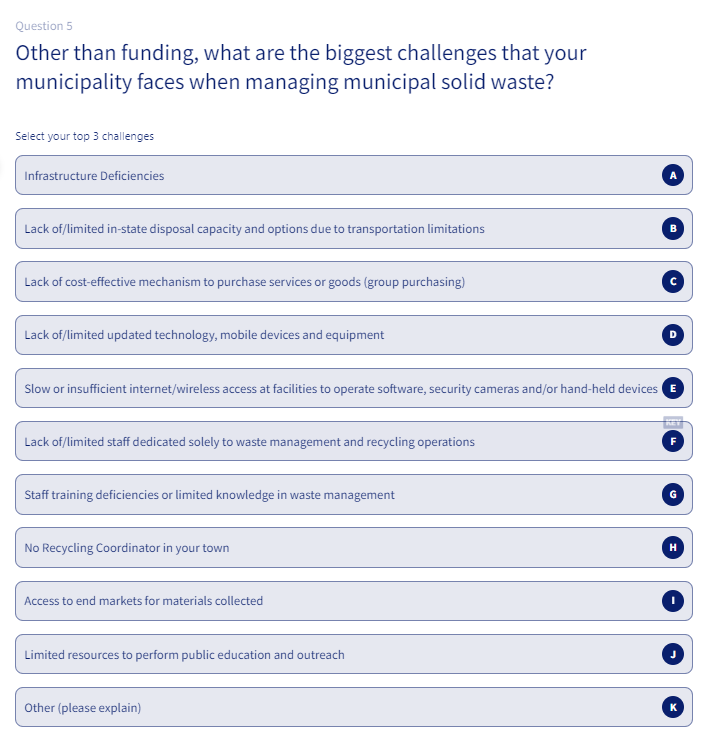 Question 5
Other than funding, what are the biggest challenges that your
municipality faces when managing municipal solid waste?
Select your top 3 challenges
Infrastructure Deficiencies A
Lack of/limited in-state disposal capacity and options due to transportation limitations B
Lack of cost-effective mechanism to purchase services or goods (group purchasing) C
Lack of/limited updated technology, mobile devices and equipment D
Slow or insufficient internet/wireless access at facilities to operate software, security cameras and/or hand-held devices E
KEY
Lack of/limited staff dedicated solely to waste management and recycling operations F
Staff training deficiencies or limited knowledge in waste management G
No Recycling Coordinator in your town H
Access to end markets for materials collected I
Limited resources to perform public education and outreach J
Other (please explain) K